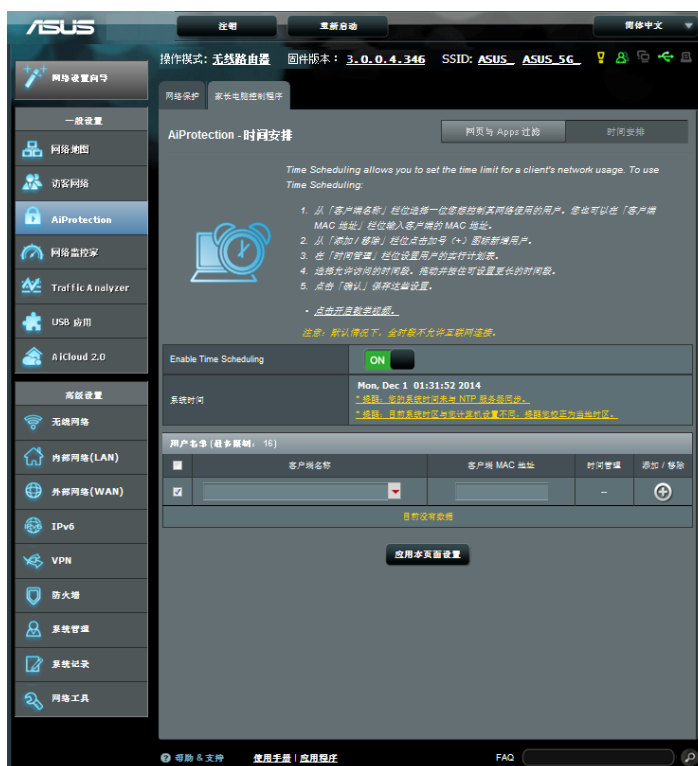 ASUS
注销
重新启动
简体中文
操作模式: 无线路由器 固件版本: 3.0.0.4.346 SSID: ASUS_ ASUS_5G_
网络设置向导
网络保护
家长电脑控制程序
一般设置
网络地图
访客网络
AiProtection
网络监控家
Traffic Analyzer
USB 应用
AiCloud 2.0
高级设置
无线网络
内部网络(LAN)
外部网络(WAN)
IPv6
VPN
防火墙
系统管理
系统记录
网络工具
AiProtection - 时间安排
网页与 Apps 过滤
时间安排
Time Scheduling allows you to set the time limit for a client's network usage. To use
Time Scheduling:
1. 从「客户端名称」栏位选择一位您想控制其网络使用的用户。您也可以在「客户端
MAC 地址」栏位输入客户端的 MAC 地址。
2. 从「添加 / 移除」栏位点击加号 (+) 图标新增用户。
3. 在「时间管理」栏位设置用户的实行计划表。
4. 选择允许访问的时间段。拖动并按住可设置更长的时间段。
5. 点击「确认」保存这些设置。
- 点击开启教学视频。
注意: 默认情况下, 全时段不允许互联网连接。
Enable Time Scheduling
ON
系统时间
Mon, Dec 1 01:31:52 2014
* 提醒: 您的系统时间未与 NTP 服务器同步。
* 提醒: 目前系统时区与您计算机设置不同, 提醒您校正为当地时区。
用户名单 (最多限制: 16)
客户端名称
客户端 MAC 地址
时间管理
添加 / 移除
–
目前没有数据
应用本页面设置
帮助 & 支持
使用手册 | 应用程序
FAQ